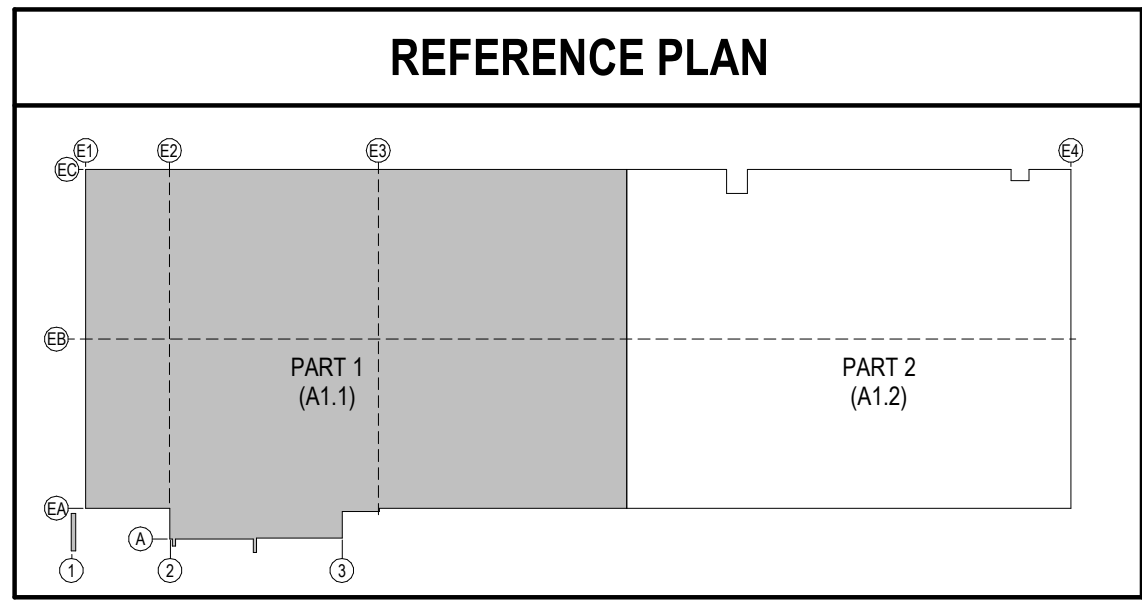 REFERENCE PLAN
E1
E2
E3
E4
EC
EB
PART 1
(A1.1)
PART 2
(A1.2)
EA
A
1
2
3